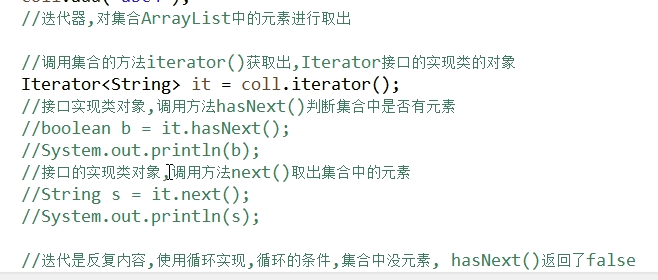 //迭代器,对集合ArrayList中的元素进行取出
//调用集合的方法iterator()获取出,Iterator接口的实现类的对象
Iterator<String> it = coll.iterator();
//接口实现类对象,调用方法hasNext()判断集合中是否有元素
//boolean b = it.hasNext();
//System.out.println(b);
//接口的实现类对象,调用方法next()取出集合中的元素
//String s = it.next();
//System.out.println(s);
//迭代是反复内容,使用循环实现,循环的条件,集合中没元素, hasNext()返回了false